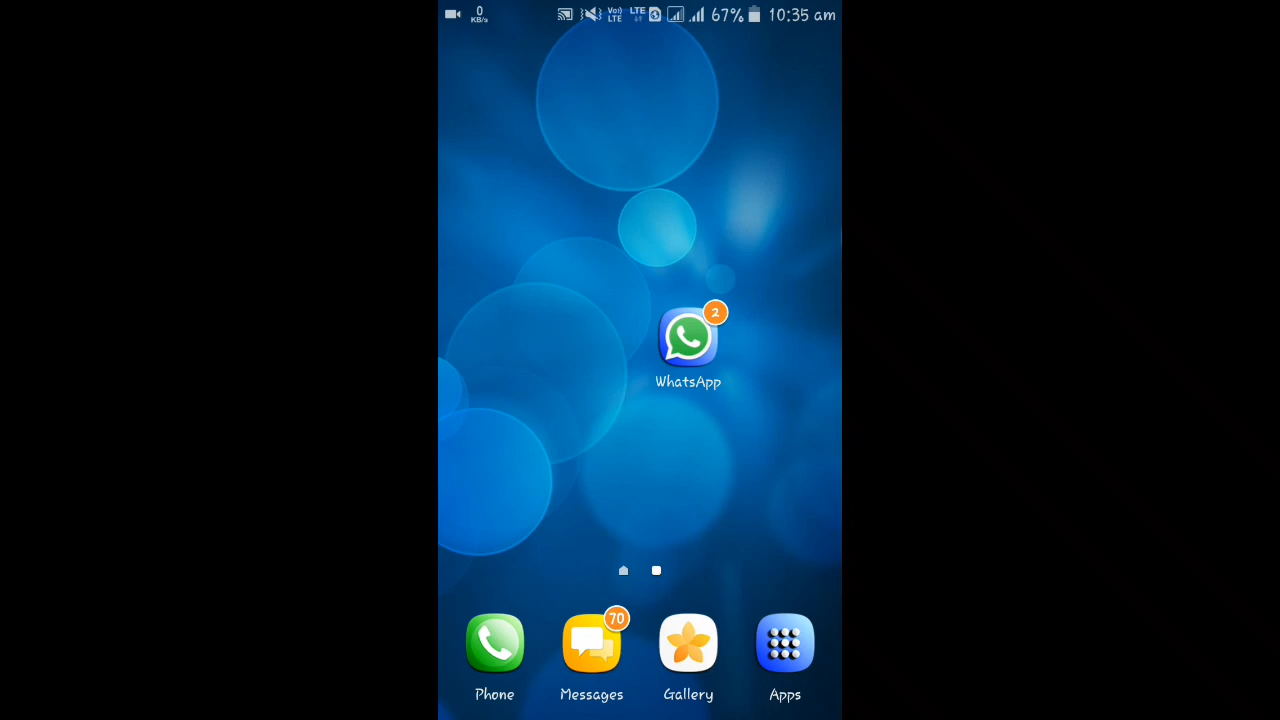 0 KB/s Vo)) LTE LTE 67% 10:35 am
2
WhatsApp
70
Phone Messages Gallery Apps